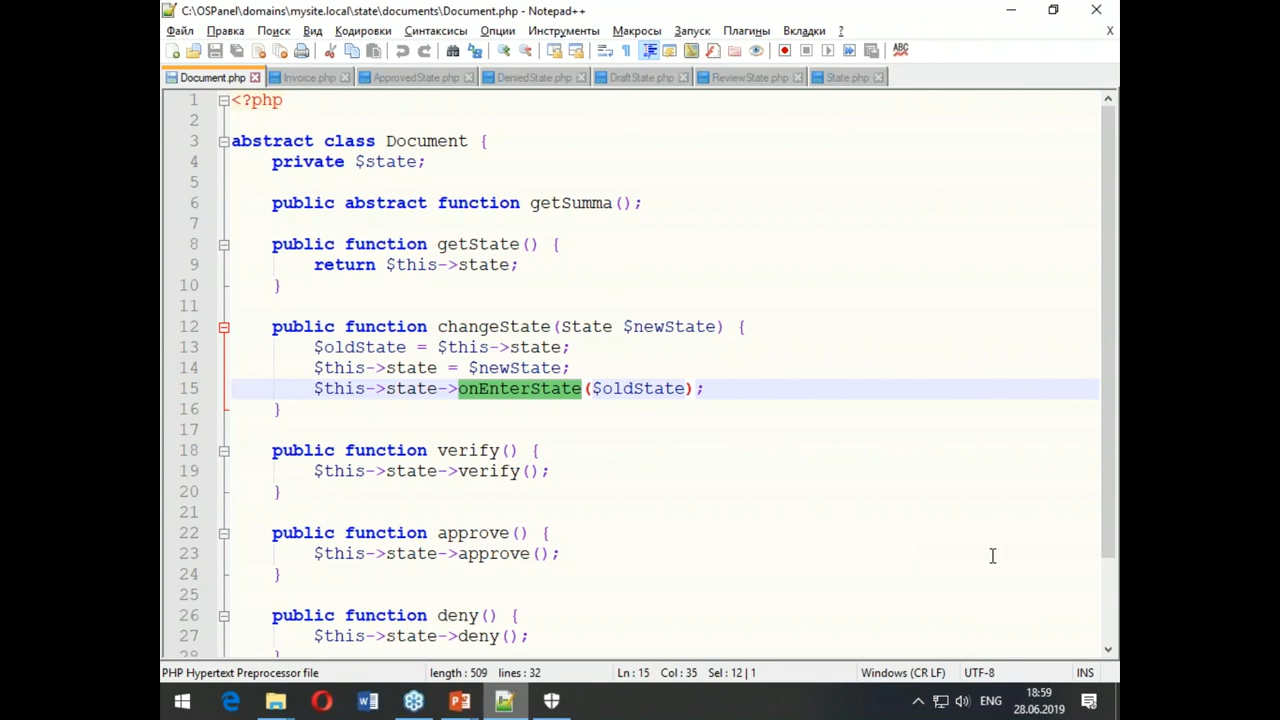 C:\OSPanel\domains\mysite.local\state\documents\Document.php - Notepad++
Файл Правка Поиск Вид Кодировки Синтаксисы Опции Инструменты Макросы Запуск Плагины Вкладки ? X
ABC
Document.php Invoice.php ApprovedState.php DeniedState.php DraftState.php ReviewState.php State.php
1 <?php
2
3 abstract class Document {
4 private $state;
5
6 public abstract function getSumma();
7
8 public function getState() {
9 return $this->state;
10 }
11
12 public function changeState(State $newState) {
13 $oldState = $this->state;
14 $this->state = $newState;
15 $this->state->onEnterState($oldState);
16 }
17
18 public function verify() {
19 $this->state->verify();
20 }
21
22 public function approve() {
23 $this->state->approve();
24 }
25
26 public function deny() {
27 $this->state->deny();
28
PHP Hypertext Preprocessor file length : 509 lines : 32 Ln : 15 Col : 35 Sel : 12 | 1 Windows (CR LF) UTF-8 INS
ENG 18:59
28.06.2019